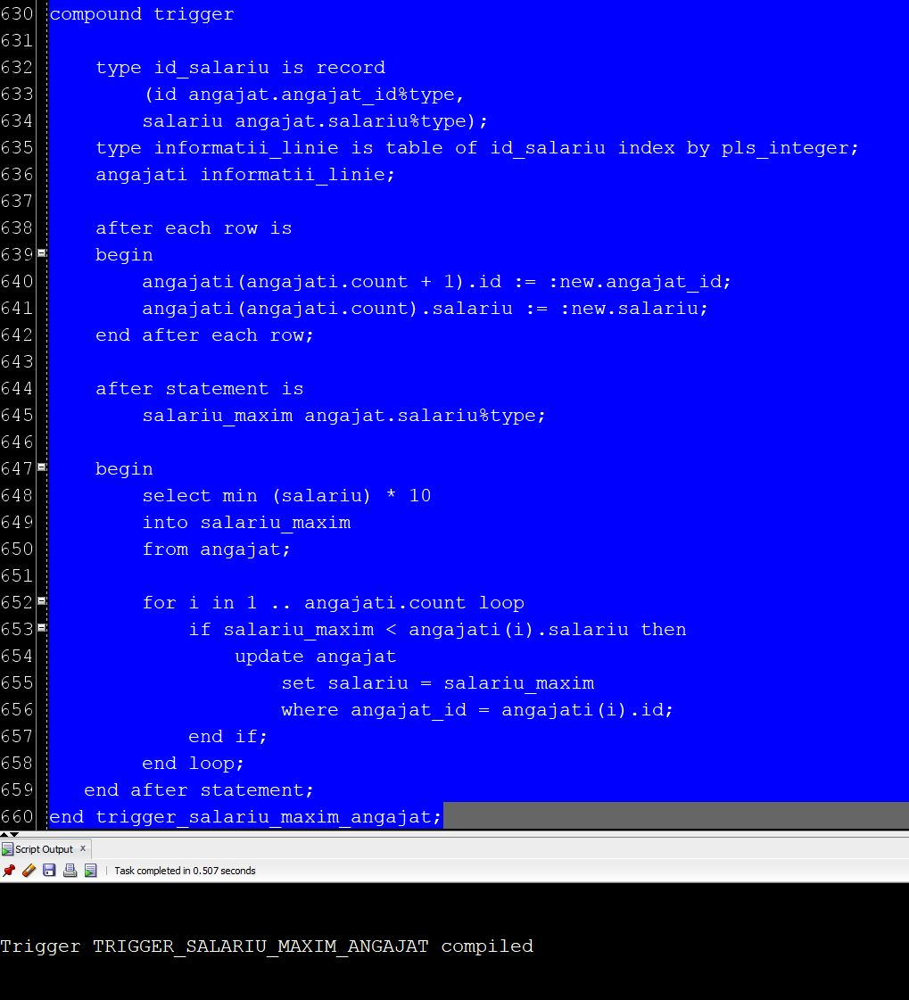 630 compound trigger
631
632     type id_salariu is record
633         (id angajat.angajat_id%type,
634         salariu angajat.salariu%type);
635     type informatii_linie is table of id_salariu index by pls_integer;
636     angajati informatii_linie;
637
638     after each row is
639     begin
640         angajati(angajati.count + 1).id := :new.angajat_id;
641         angajati(angajati.count).salariu := :new.salariu;
642     end after each row;
643
644     after statement is
645         salariu_maxim angajat.salariu%type;
646
647     begin
648         select min (salariu) * 10
649         into salariu_maxim
650         from angajat;
651
652         for i in 1 .. angajati.count loop
653             if salariu_maxim < angajati(i).salariu then
654                 update angajat
655                     set salariu = salariu_maxim
656                     where angajat_id = angajati(i).id;
657             end if;
658         end loop;
659    end after statement;
660 end trigger_salariu_maxim_angajat;
Script Output x
Task completed in 0.507 seconds
Trigger TRIGGER_SALARIU_MAXIM_ANGAJAT compiled